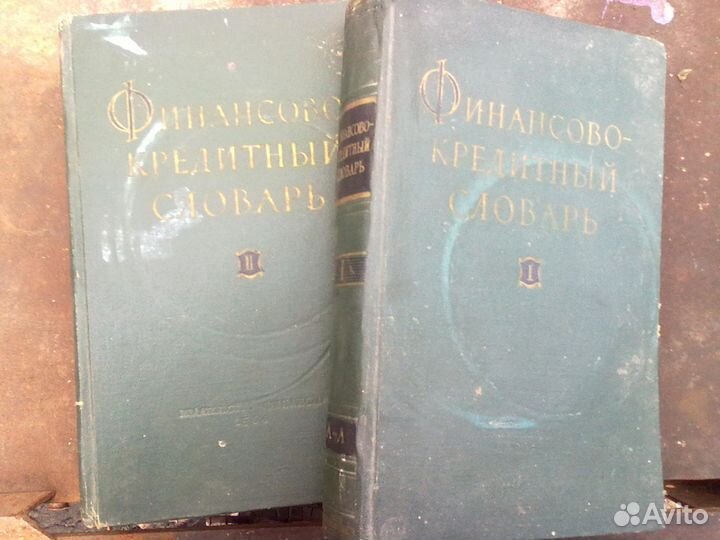 Финансово-
кредитный
словарь
II
Финансово-
кредитный
словарь
I
А–Л
Финансово-
кредитный
словарь
I
Avito